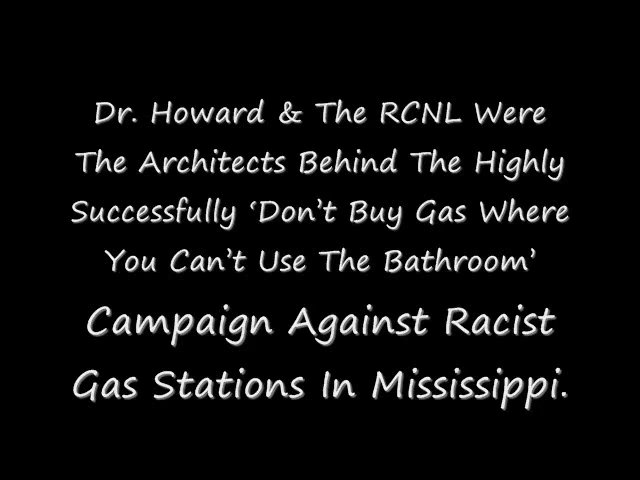 Dr. Howard & The RCNL Were
The Architects Behind The Highly
Successfully ‘Don’t Buy Gas Where
You Can’t Use The Bathroom’
Campaign Against Racist
Gas Stations In Mississippi.